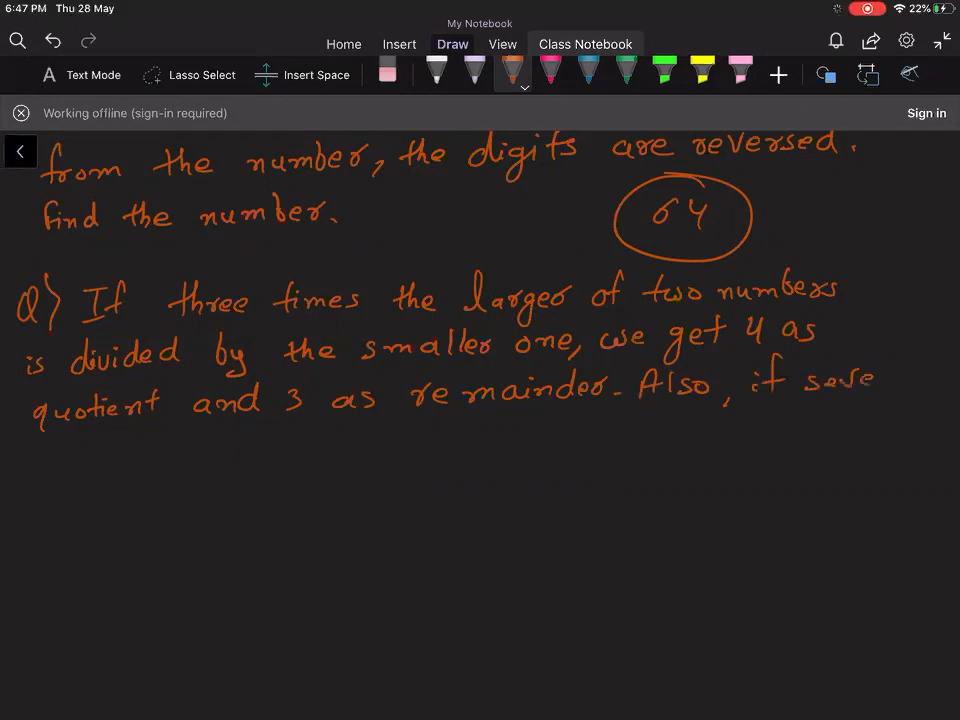 6:47 PM Thu 28 May
22%
My Notebook
Home Insert Draw View Class Notebook
A Text Mode Lasso Select Insert Space
Working offline (sign-in required) Sign in
from the number, the digits are reversed.
find the number.
64
Q) If three times the larger of two numbers
is divided by the smaller one, we get 4 as
quotient and 3 as remainder. Also, if seve